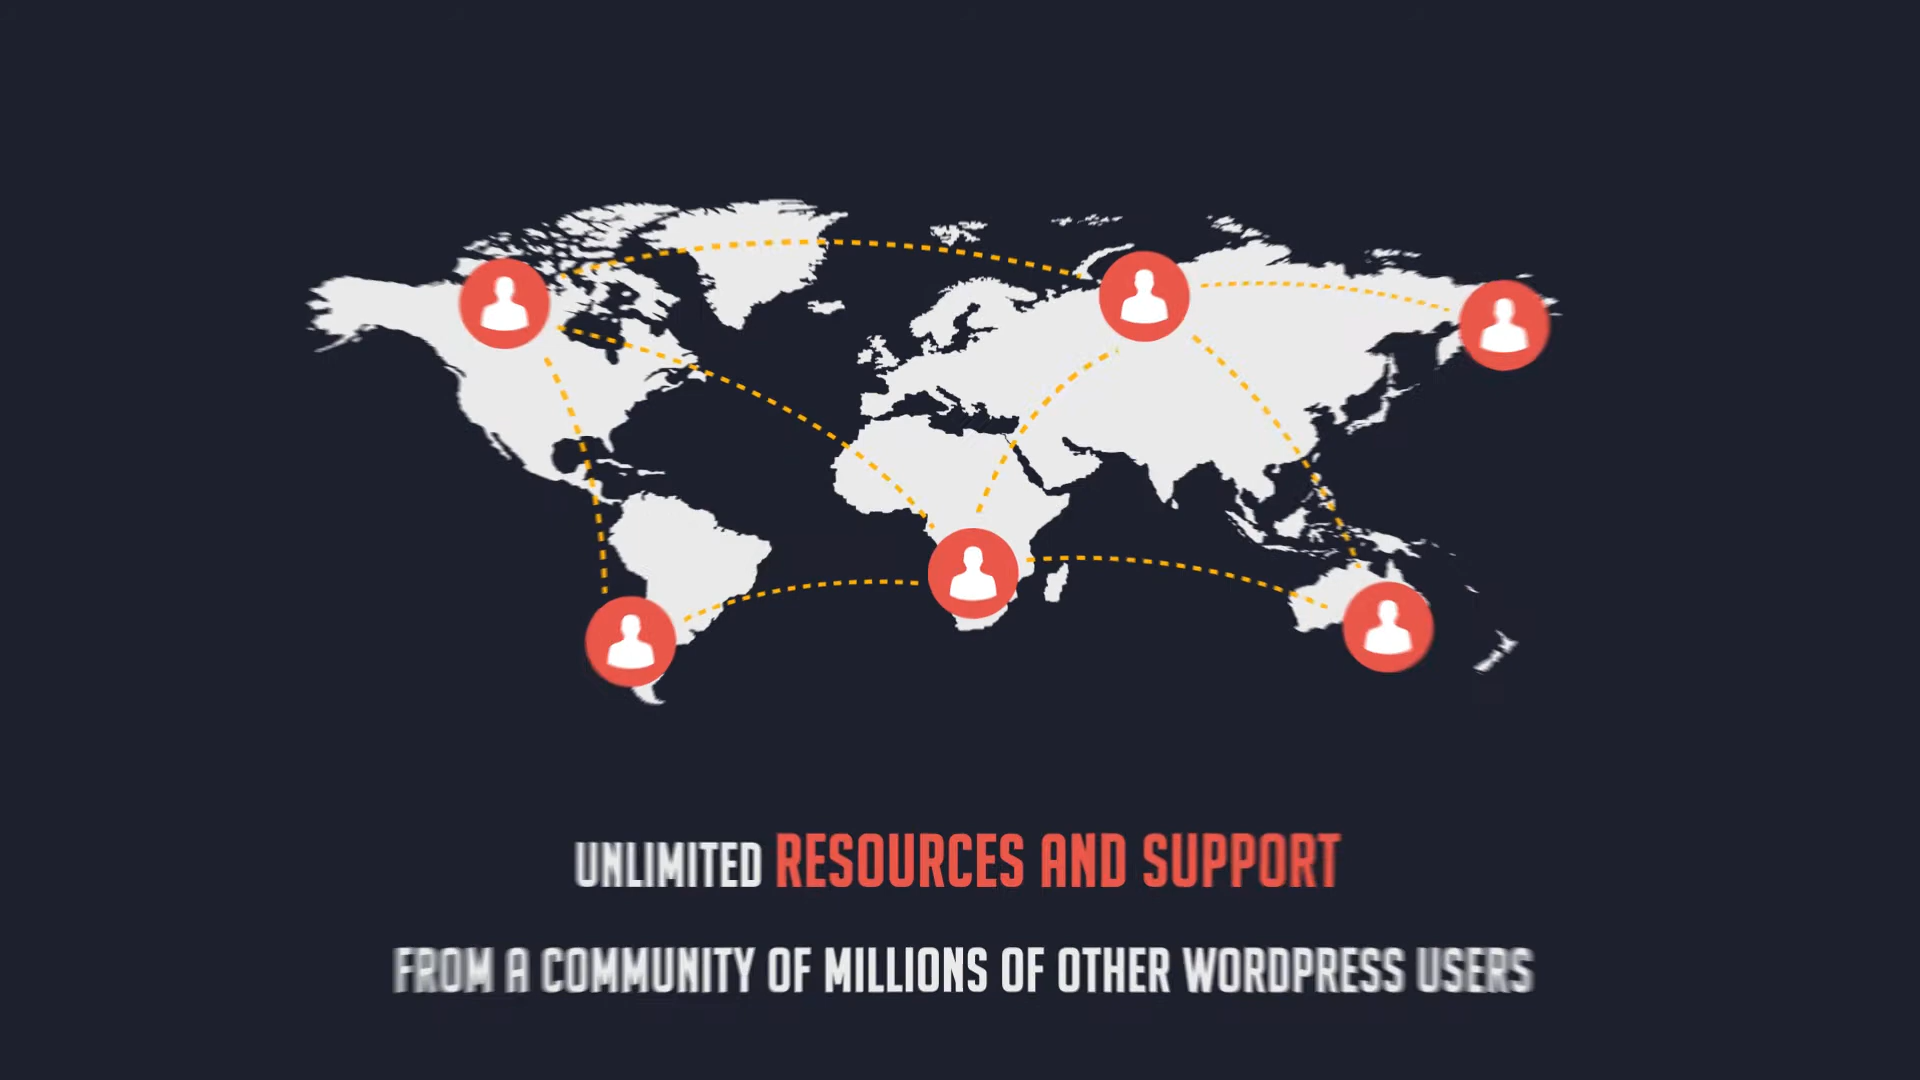 UNLIMITED RESOURCES AND SUPPORT
FROM A COMMUNITY OF MILLIONS OF OTHER WORDPRESS USERS